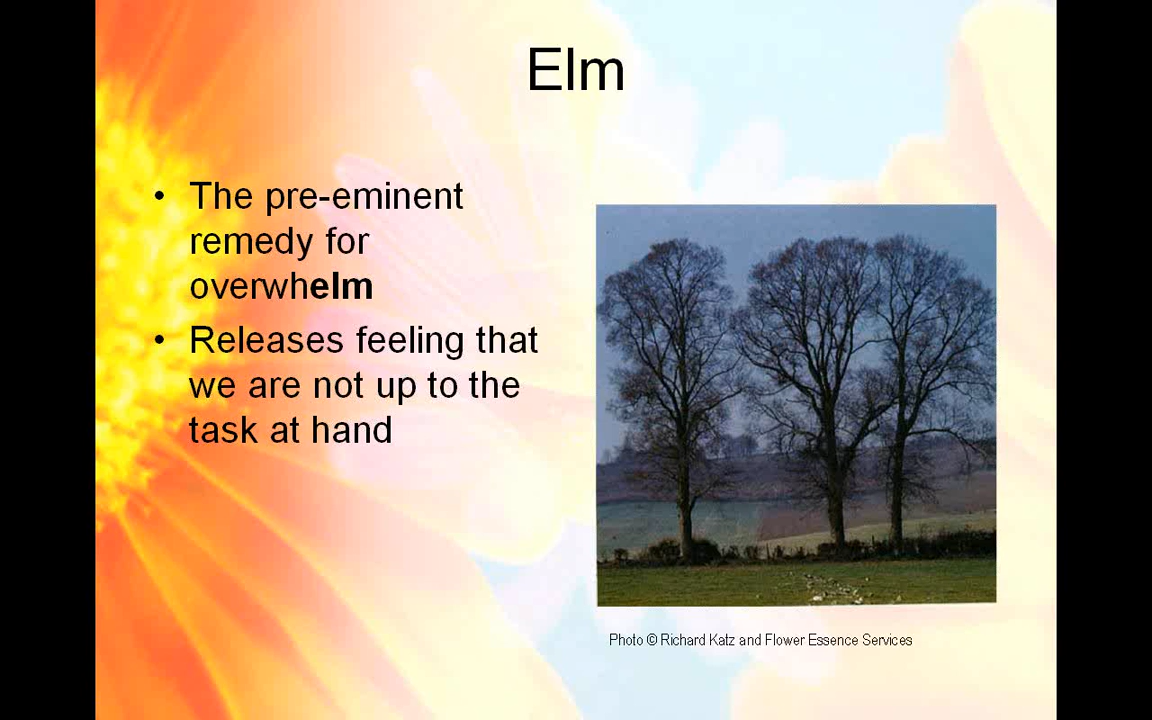 Elm
• The pre-eminent
remedy for
overwhelm
• Releases feeling that
we are not up to the
task at hand
Photo © Richard Katz and Flower Essence Services